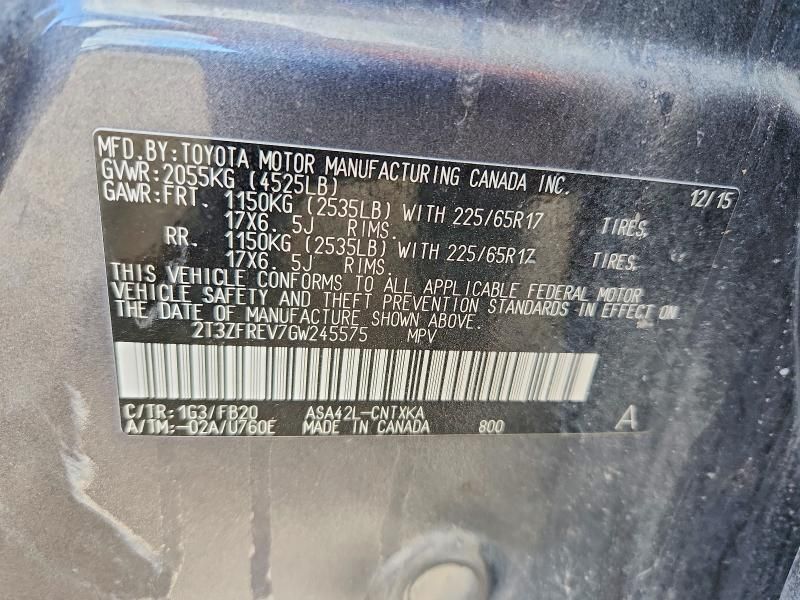 MFD.BY:TOYOTA MOTOR MANUFACTURING CANADA INC. 12/15
GVWR:2055KG (4525LB)
GAWR:FRT. 1150KG (2535LB) WITH 225/65R17 TIRES,
17X6.5J RIMS.
RR. 1150KG (2535LB) WITH 225/65R17 TIRES,
17X6.5J RIMS.
THIS VEHICLE CONFORMS TO ALL APPLICABLE FEDERAL MOTOR
VEHICLE SAFETY AND THEFT PREVENTION STANDARDS IN EFFECT ON
THE DATE OF MANUFACTURE SHOWN ABOVE.
2T3ZFREV7GW245575 MPV
C/TR:1G3/FB20 ASA42L-CNTXKA
A/TM:-02A/U760E MADE IN CANADA 800 A